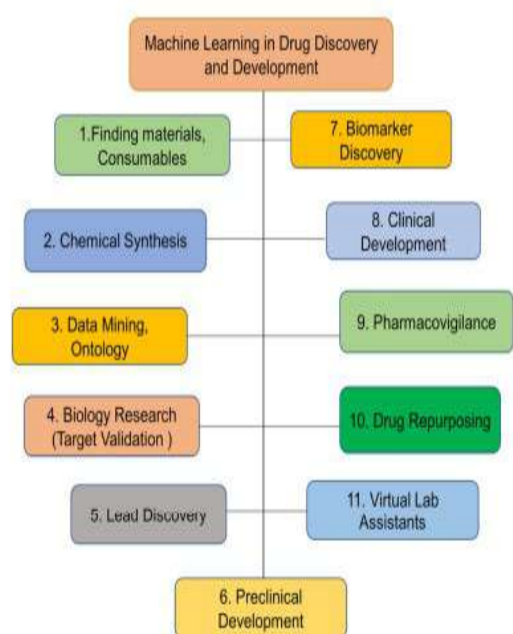 Machine Learning in Drug Discovery
and Development
1.Finding materials,
Consumables
2. Chemical Synthesis
3. Data Mining,
Ontology
4. Biology Research
(Target Validation )
5. Lead Discovery
6. Preclinical
Development
7. Biomarker
Discovery
8. Clinical
Development
9. Pharmacovigilance
10. Drug Repurposing
11. Virtual Lab
Assistants